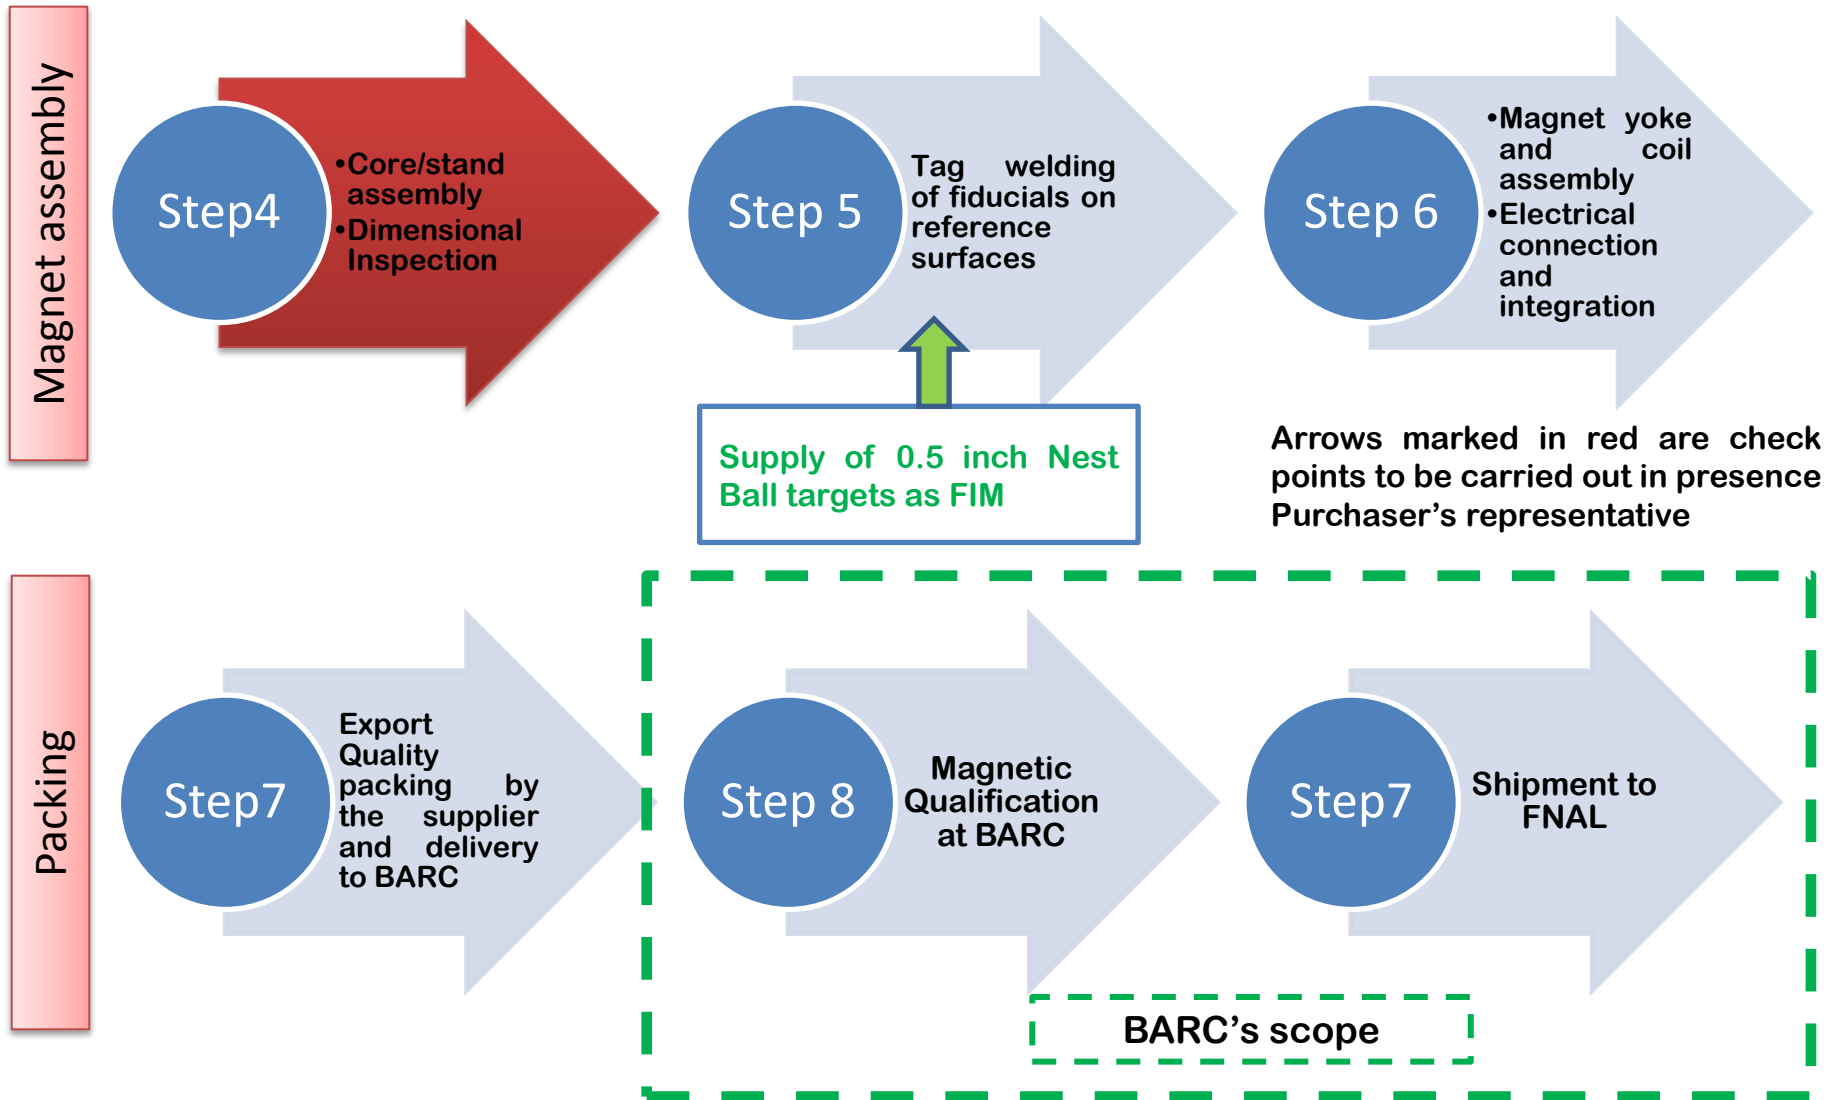 Magnet assembly
Step4
•Core/stand
assembly
•Dimensional
Inspection
Step 5
Tag welding
of fiducials on
reference
surfaces
Step 6
•Magnet yoke
and coil
assembly
•Electrical
connection
and
integration
Supply of 0.5 inch Nest
Ball targets as FIM
Arrows marked in red are check
points to be carried out in presence
Purchaser’s representative
Packing
Step7
Export
Quality
packing by
the supplier
and delivery
to BARC
Step 8
Magnetic
Qualification
at BARC
Step7
Shipment to
FNAL
BARC’s scope